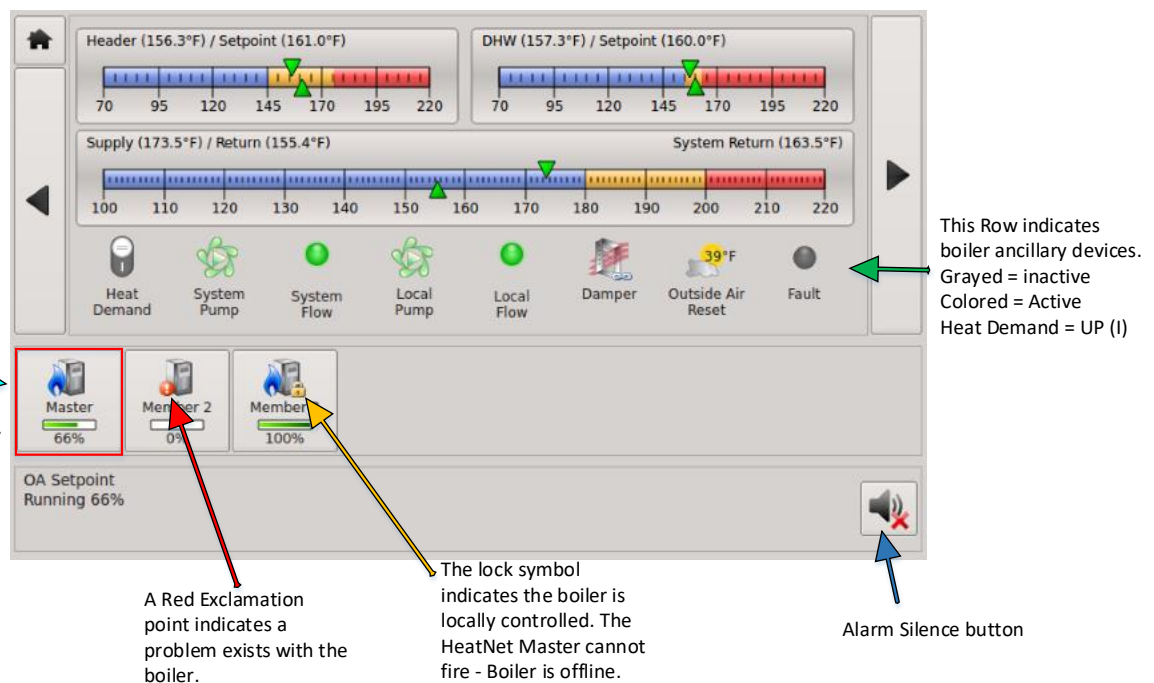 Header (156.3°F) / Setpoint (161.0°F)
70 95 120 145 170 195 220
DHW (157.3°F) / Setpoint (160.0°F)
70 95 120 145 170 195 220
Supply (173.5°F) / Return (155.4°F) System Return (163.5°F)
100 110 120 130 140 150 160 170 180 190 200 210 220
39°F
Heat
Demand
System
Pump
System
Flow
Local
Pump
Local
Flow
Damper
Outside Air
Reset
Fault
This Row indicates
boiler ancillary devices.
Grayed = inactive
Colored = Active
Heat Demand = UP (I)
Master
66%
Member 2
0%
Member
100%
OA Setpoint
Running 66%
A Red Exclamation
point indicates a
problem exists with the
boiler.
The lock symbol
indicates the boiler is
locally controlled. The
HeatNet Master cannot
fire - Boiler is offline.
Alarm Silence button